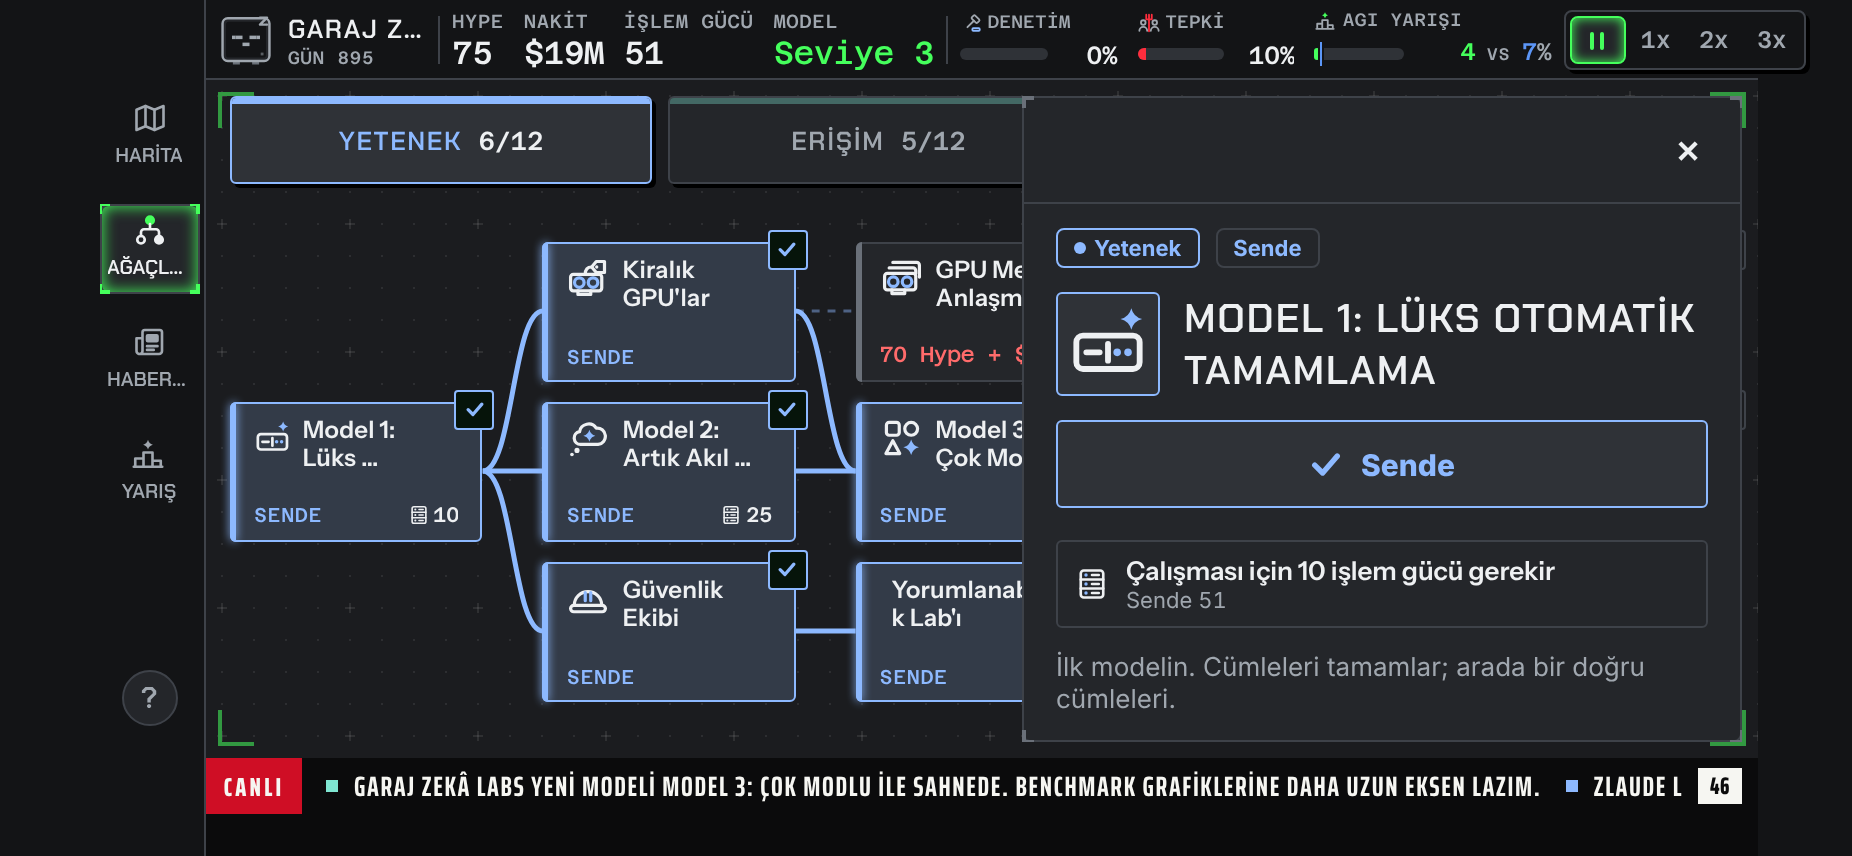 GARAJ Z...
GÜN 895
HYPE
75
NAKİT
$19M
İŞLEM GÜCÜ
51
MODEL
Seviye 3
DENETİM
0%
TEPKİ
10%
AGI YARIŞI
4 VS 7%
1x
2x
3x
HARİTA
AĞAÇL...
HABER...
YARIŞ
?
YETENEK 6/12
ERİŞİM 5/12
Kiralık
GPU'lar
SENDE
GPU Me
Anlaşm
70 Hype + $
Model 1:
Lüks ...
SENDE
10
Model 2:
Artık Akıl ...
SENDE
25
Model 3
Çok Mo
SENDE
Güvenlik
Ekibi
SENDE
Yorumlanab
k Lab'ı
SENDE
Yetenek
Sende
MODEL 1: LÜKS OTOMATİK
TAMAMLAMA
Sende
Çalışması için 10 işlem gücü gerekir
Sende 51
İlk modelin. Cümleleri tamamlar; arada bir doğru
cümleleri.
CANLI
GARAJ ZEKÂ LABS YENİ MODELİ MODEL 3: ÇOK MODLU İLE SAHNEDE. BENCHMARK GRAFİKLERİNE DAHA UZUN EKSEN LAZIM.
ZLAUDE L
46